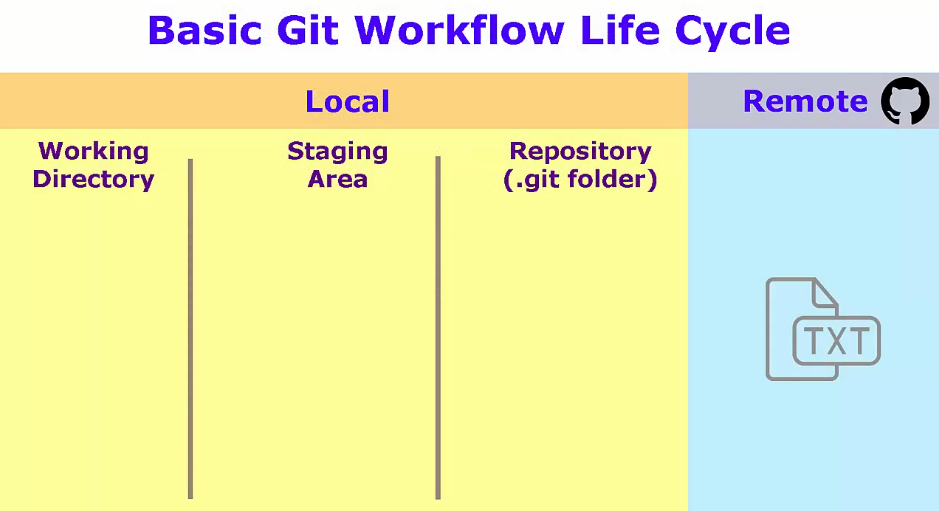 Basic Git Workflow Life Cycle
Local
Remote
Working
Directory
Staging
Area
Repository
(.git folder)
TXT